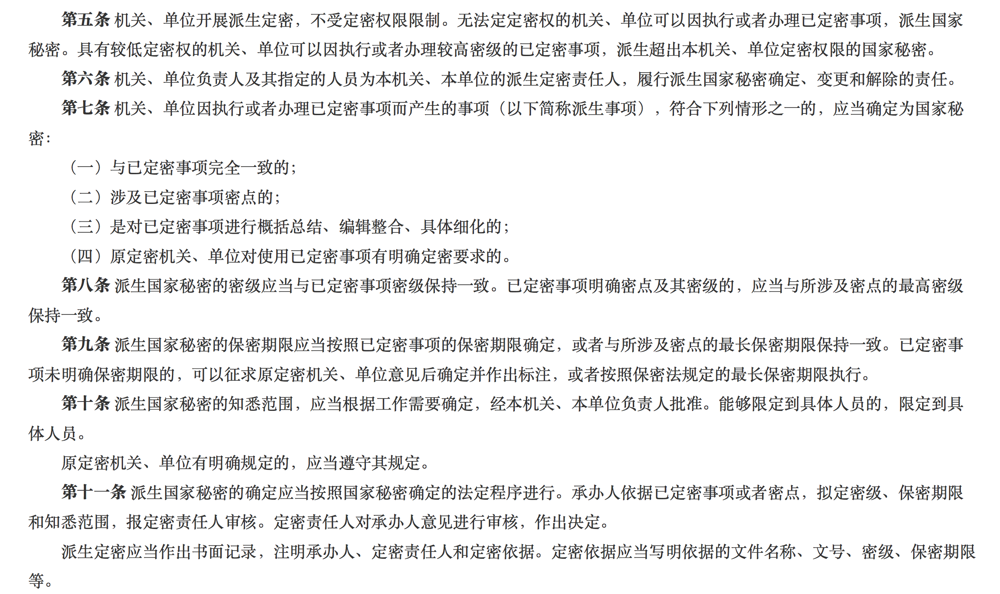 第五条 机关、单位开展派生定密，不受定密权限限制。无法定定密权的机关、单位可以因执行或者办理已定密事项，派生国家
秘密。具有较低定密权的机关、单位可以因执行或者办理较高密级的已定密事项，派生超出本机关、单位定密权限的国家秘密。
第六条 机关、单位负责人及其指定的人员为本机关、本单位的派生定密责任人，履行派生国家秘密确定、变更和解除的责任。
第七条 机关、单位因执行或者办理已定密事项而产生的事项（以下简称派生事项），符合下列情形之一的，应当确定为国家秘
密：
（一）与已定密事项完全一致的；
（二）涉及已定密事项密点的；
（三）是对已定密事项进行概括总结、编辑整合、具体细化的；
（四）原定密机关、单位对使用已定密事项有明确定密要求的。
第八条 派生国家秘密的密级应当与已定密事项密级保持一致。已定密事项明确密点及其密级的，应当与所涉及密点的最高密级
保持一致。
第九条 派生国家秘密的保密期限应当按照已定密事项的保密期限确定，或者与所涉及密点的最长保密期限保持一致。已定密事
项未明确保密期限的，可以征求原定密机关、单位意见后确定并作出标注，或者按照保密法规定的最长保密期限执行。
第十条 派生国家秘密的知悉范围，应当根据工作需要确定，经本机关、本单位负责人批准。能够限定到具体人员的，限定到具
体人员。
原定密机关、单位有明确规定的，应当遵守其规定。
第十一条 派生国家秘密的确定应当按照国家秘密确定的法定程序进行。承办人依据已定密事项或者密点，拟定密级、保密期限
和知悉范围，报定密责任人审核。定密责任人对承办人意见进行审核，作出决定。
派生定密应当作出书面记录，注明承办人、定密责任人和定密依据。定密依据应当写明依据的文件名称、文号、密级、保密期限
等。